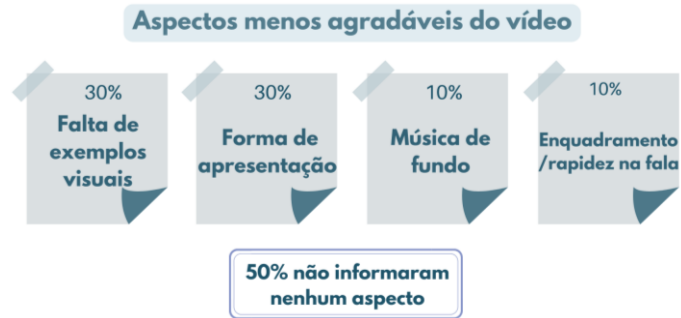 Aspectos menos agradáveis do vídeo
30%
Falta de
exemplos
visuais
30%
Forma de
apresentação
10%
Música de
fundo
10%
Enquadramento
/rapidez na fala
50% não informaram
nenhum aspecto